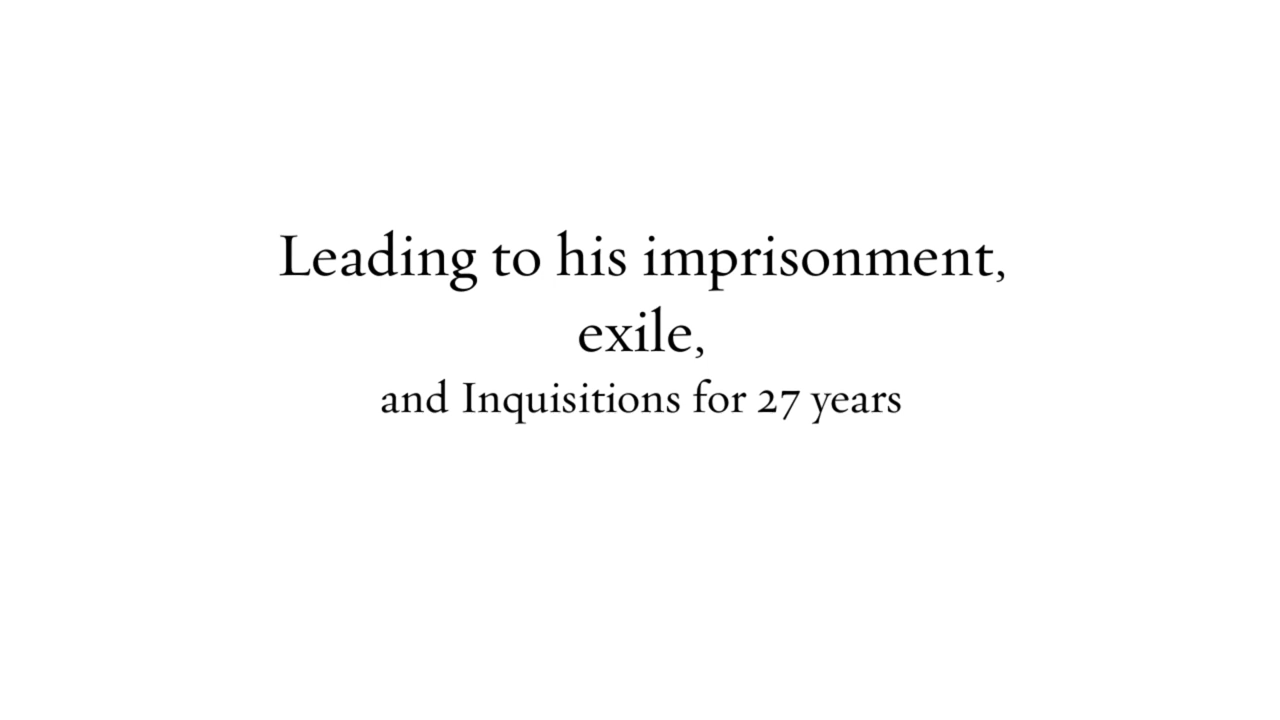 Leading to his imprisonment,
exile,
and Inquisitions for 27 years